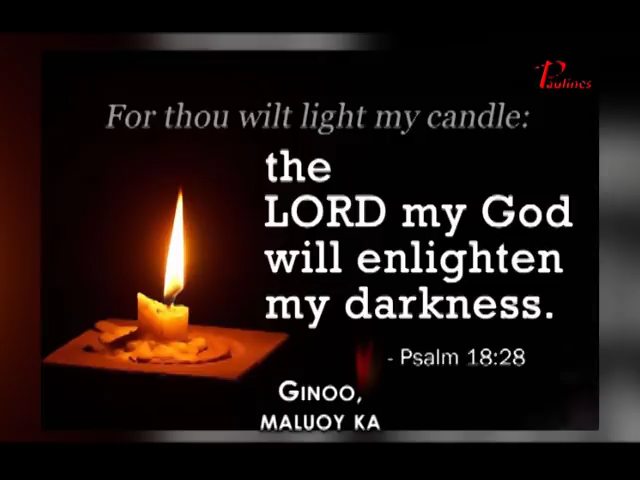 Paulines
For thou wilt light my candle:
the
LORD my God
will enlighten
my darkness.
- Psalm 18:28
GINOO,
MALUOY KA